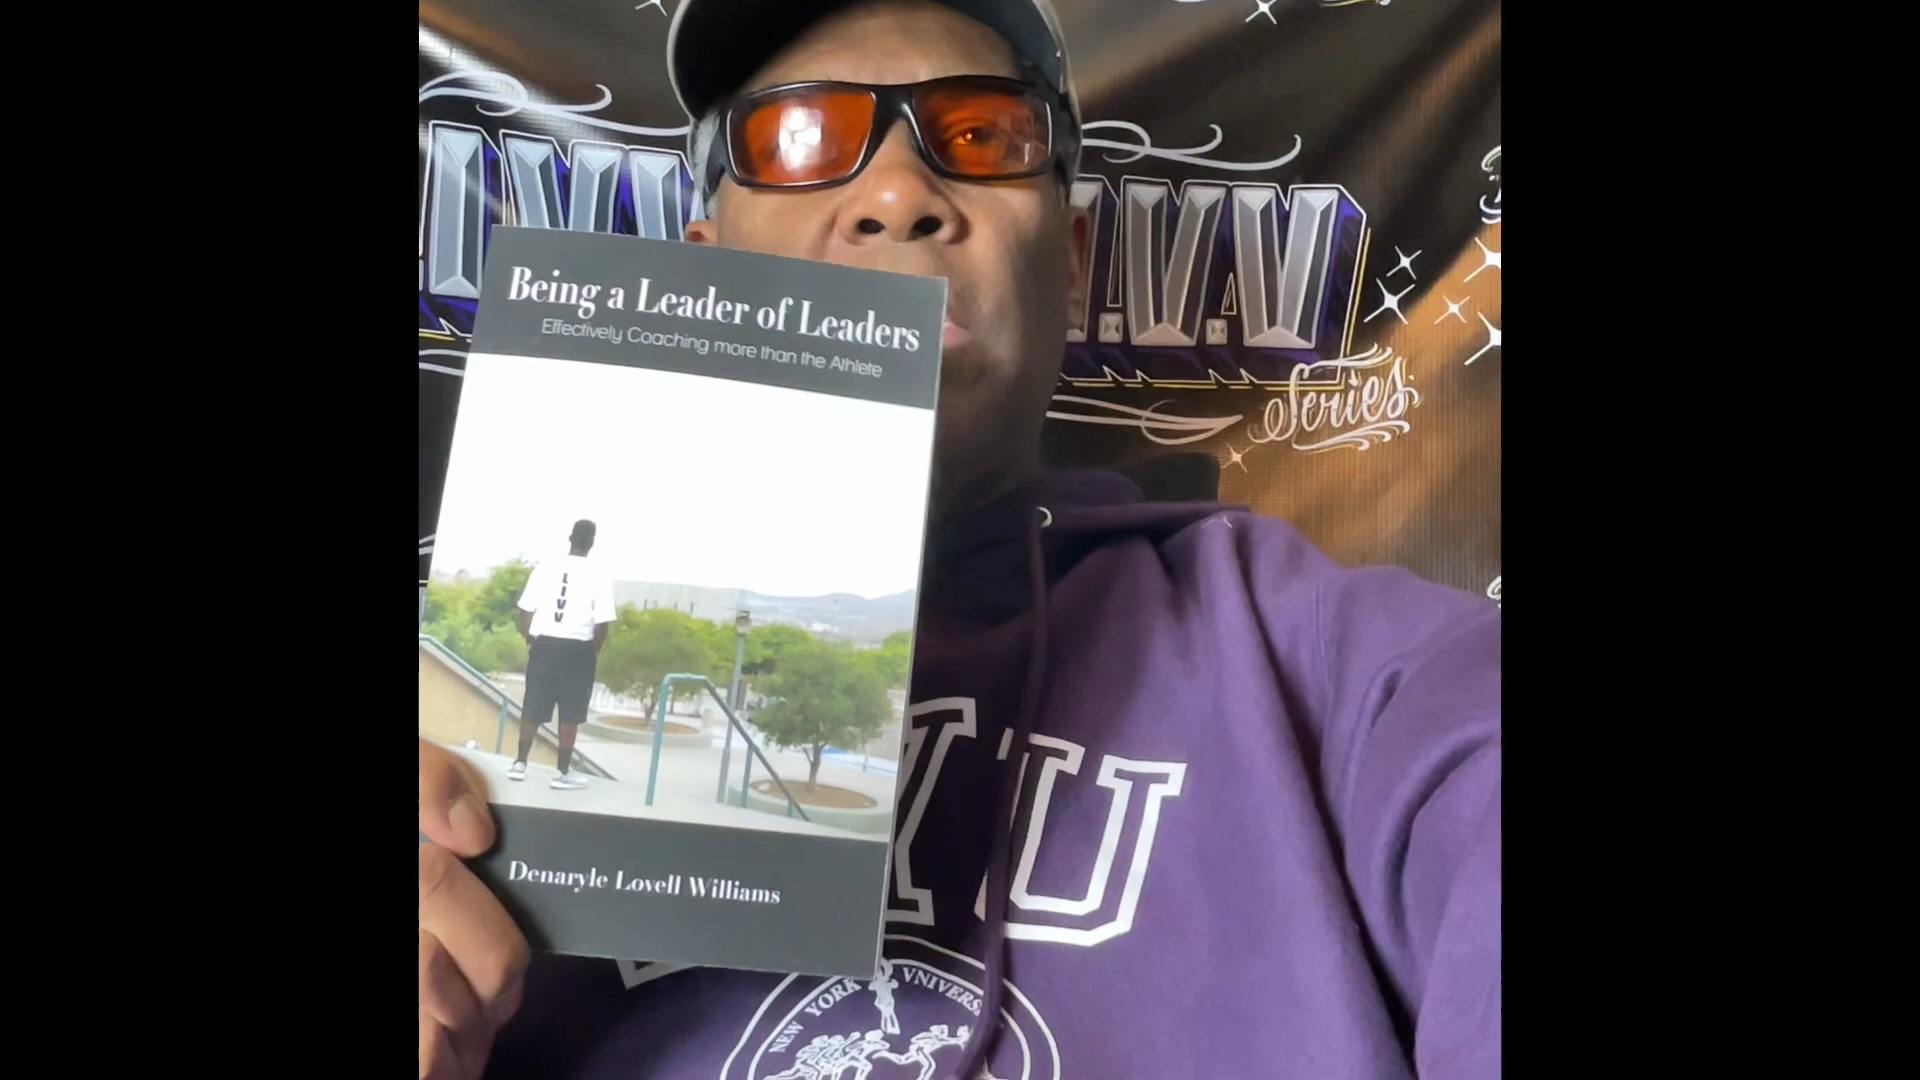 Being a Leader of Leaders
Effectively Coaching more than the Athlete
LIVV
Denaryle Lovell Williams
Series
NEW YORK